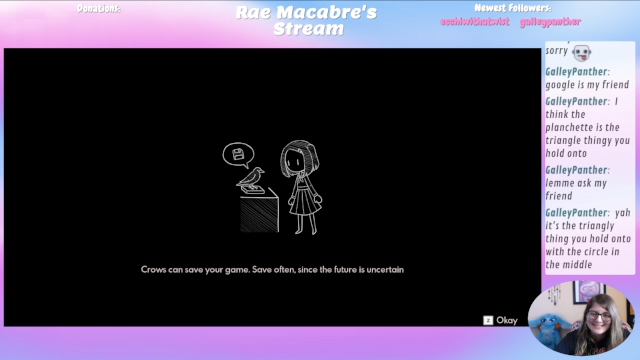 Donations:
Rae Macabre's
Stream
Newest Followers:
ecchiwithatwist galleypanther
sorry
GalleyPanther:
google is my friend
GalleyPanther: I
think the
planchette is the
triangle thingy you
hold onto
GalleyPanther:
lemme ask my
friend
GalleyPanther: yah
it's the triangly
thing you hold onto
with the circle in
the middle
Crows can save your game. Save often, since the future is uncertain
Z Okay